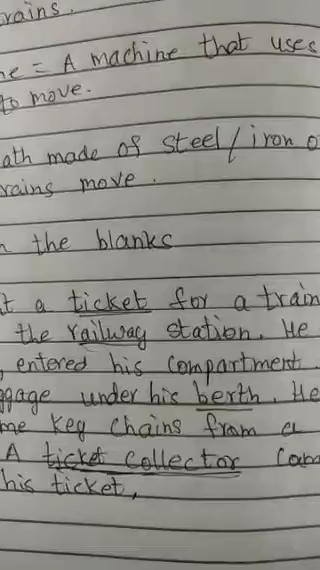 rains.
ne = A machine that uses
to move.
ath made of steel / iron o
rains move.
n the blanks
t a ticket for a train
the railway station. He
, entered his compartment.
ggage under his berth. He
me key chains from a
A ticket collector cam
his ticket,